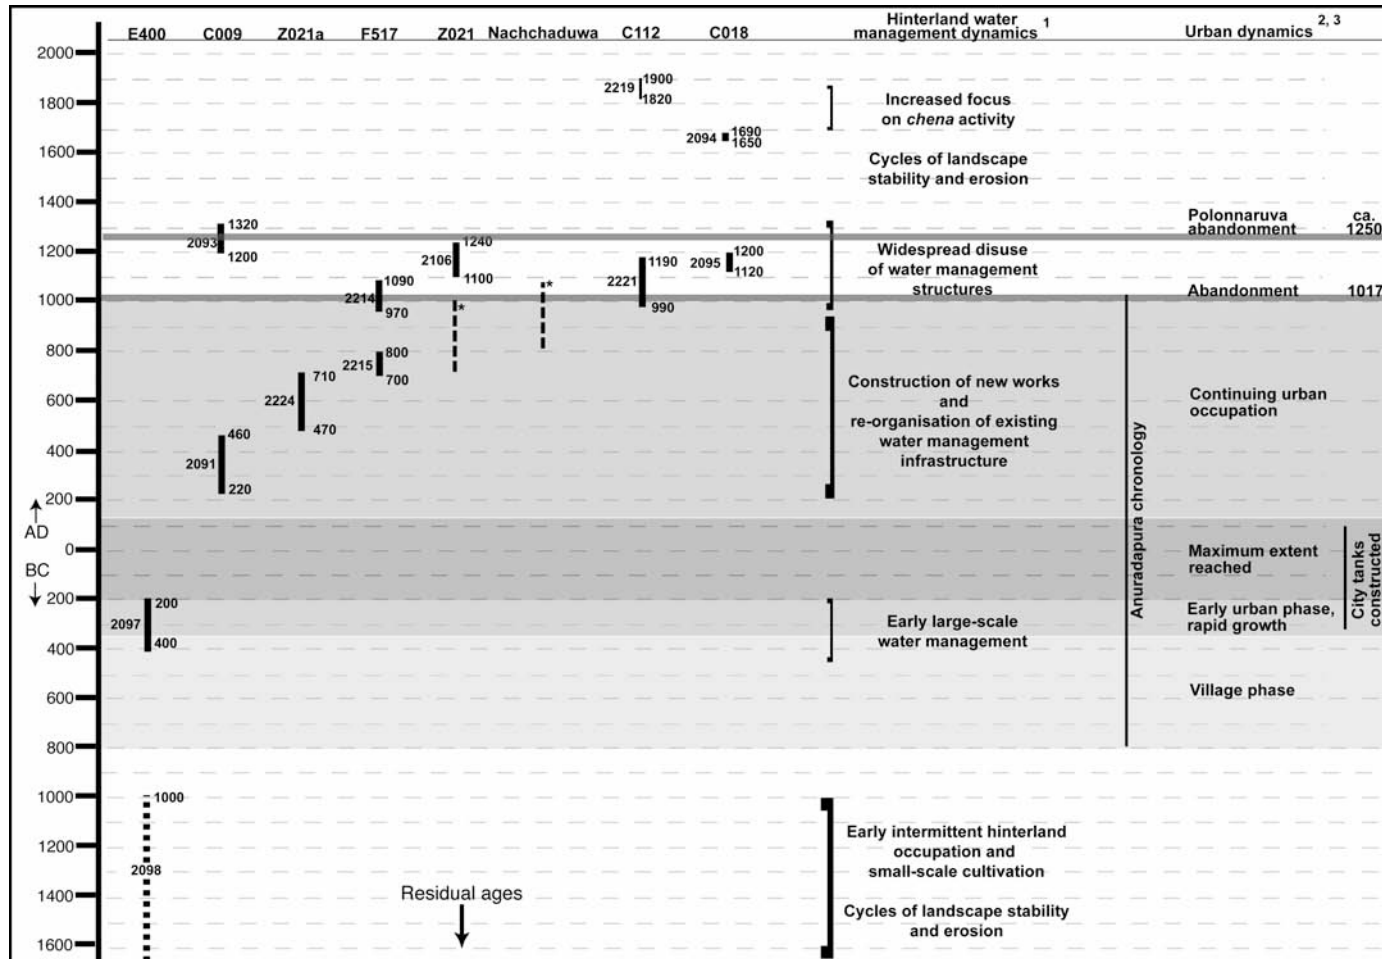 E400 C009 Z021a F517 Z021 Nachchaduwa C112 C018
Hinterland water
management dynamics 1
Urban dynamics 2, 3
2000
1800
1600
1400
1200
1000
800
600
400
200
AD
0
BC
200
400
600
800
1000
1200
1400
1600
200
2097
400
1000
2098
1320
2093
1200
460
2091
220
710
2224
470
1090
2214
970
800
2215
700
1240
2106
1100
*
*
1900
2219
1820
1190
2221
990
1690
2094
1650
1200
2095
1120
Residual ages
Increased focus
on chena activity
Cycles of landscape
stability and erosion
Widespread disuse
of water management
structures
Construction of new works
and
re-organisation of existing
water management
infrastructure
Early large-scale
water management
Early intermittent hinterland
occupation and
small-scale cultivation
Cycles of landscape stability
and erosion
Anuradapura chronology
Polonnaruva
abandonment
ca.
1250
Abandonment 1017
Continuing urban
occupation
Maximum extent
reached
Early urban phase,
rapid growth
Village phase
City tanks
constructed